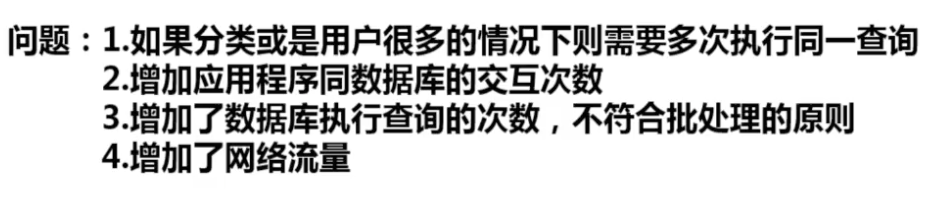 问题：1.如果分类或是用户很多的情况下则需要多次执行同一查询
2.增加应用程序同数据库的交互次数
3.增加了数据库执行查询的次数，不符合批处理的原则
4.增加了网络流量